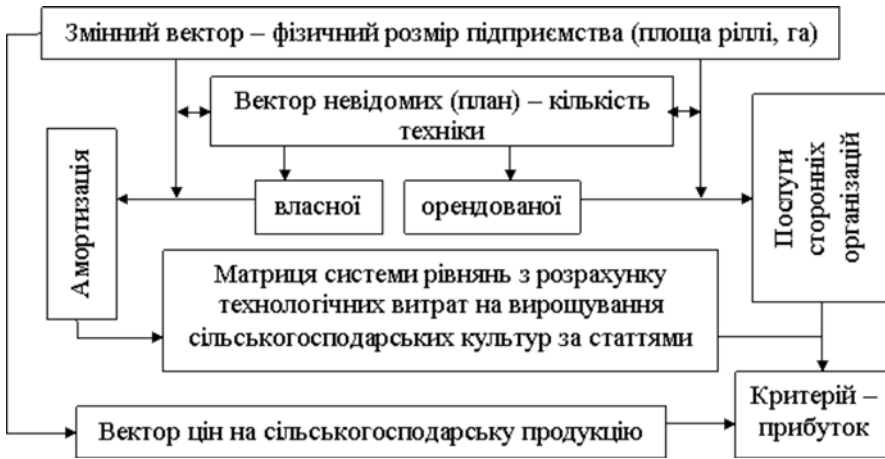 Змінний вектор – фізичний розмір підприємства (площа ріллі, га)
Вектор невідомих (план) – кількість
техніки
Амортизація
власної
орендованої
Послуги
сторонніх
організацій
Матриця системи рівнянь з розрахунку
технологічних витрат на вирощування
сільськогосподарських культур за статтями
Вектор цін на сільськогосподарську продукцію
Критерій –
прибуток